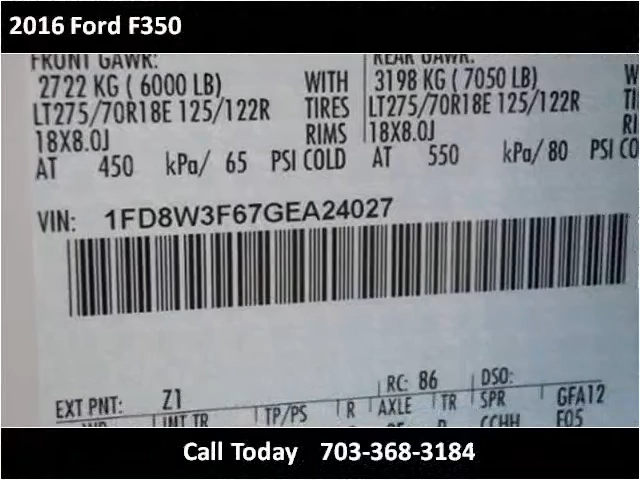 2016 Ford F350
FRONT GAWR: REAR GAWR:
2722 KG ( 6000 LB) WITH 3198 KG ( 7050 LB)
LT275/70R18E 125/122R TIRES LT275/70R18E 125/122R
18X8.0J RIMS 18X8.0J
AT 450 kPa/ 65 PSI COLD AT 550 kPa/ 80 PSI CO
VIN: 1FD8W3F67GEA24027
RC: 86 DSO:
EXT PNT: Z1
INT TR TP/PS R AXLE TR SPR GFA12
CCHH F05
Call Today 703-368-3184